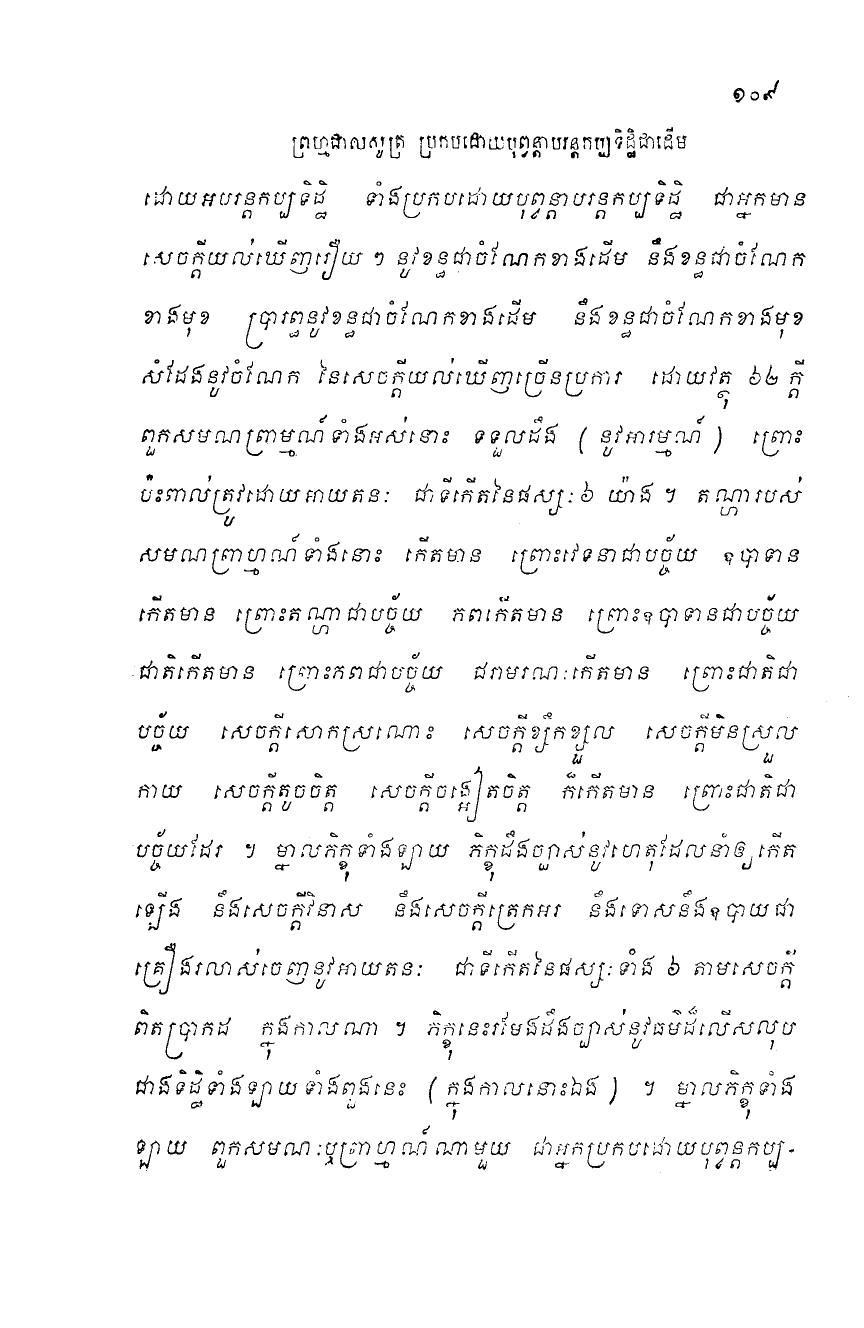 ១០៩
ព្រហ្មជាលសូត្រ ប្រកបដោយបុព្វន្តាបរន្តកប្បទិដ្ឋិជាដើម
ដោយអបរន្តកប្បទិដ្ឋិ ទាំងប្រកបដោយបុព្វន្តាបរន្តកប្បទិដ្ឋិ ជាអ្នកមាន
សេចក្តីយល់ឃើញរឿយ ៗ នូវខន្ធជាចំណែកខាងដើម នឹងខន្ធជាចំណែក
ខាងមុខ ប្រារព្ធនូវខន្ធជាចំណែកខាងដើម នឹងខន្ធជាចំណែកខាងមុខ
សំដែងនូវចំណែក នៃសេចក្តីយល់ឃើញច្រើនប្រការ ដោយវត្ថុ ៦២ ក្តី
ពួកសមណព្រាម្មណ៍ទាំងអស់នោះ ទទួលដឹង ( នូវអារម្មណ៍ ) ព្រោះ
ប៉ះពាល់ត្រូវដោយអាយតនៈ ជាទីកើតនៃផស្សៈ ៦ យ៉ាង ។ តណ្ហារបស់
សមណព្រាហ្មណ៍ទាំងនោះ កើតមាន ព្រោះវេទនាជាបច្ច័យ ឧបាទាន
កើតមាន ព្រោះតណ្ហាជាបច្ច័យ ភពកើតមាន ព្រោះឧបាទានជាបច្ច័យ
ជាតិកើតមាន ព្រោះភពជាបច្ច័យ ជរាមរណៈកើតមាន ព្រោះជាតិជា
បច្ច័យ សេចក្តីសោកស្រណោះ សេចក្តីខ្សឹកខ្សួល សេចក្តីមិនស្រួល
កាយ សេចក្តីតូចចិត្ត សេចក្តីចង្អៀតចិត្ត ក៏កើតមាន ព្រោះជាតិជា
បច្ច័យដែរ ។ ម្នាលភិក្ខុទាំងឡាយ ភិក្ខុដឹងច្បាស់នូវហេតុដែលនាំឲ្យកើត
ឡើង នឹងសេចក្តីវិនាស នឹងសេចក្តីត្រេកអរ នឹងទោសនឹងឧបាយជា
គ្រឿងរលាស់ចេញនូវអាយតនៈ ជាទីកើតនៃផស្សៈទាំង ៦ តាមសេចក្តី
ពិតប្រាកដ ក្នុងកាលណា ។ ភិក្ខុនេះរមែងដឹងច្បាស់នូវធម៌ដ៏លើសលុប
ជាងទិដ្ឋិទាំងឡាយទាំងពួងនេះ ( ក្នុងកាលនោះឯង ) ។ ម្នាលភិក្ខុទាំង
ឡាយ ពួកសមណៈឬព្រាហ្មណ៍ណាមួយ ជាអ្នកប្រកបដោយបុព្វន្តកប្ប-